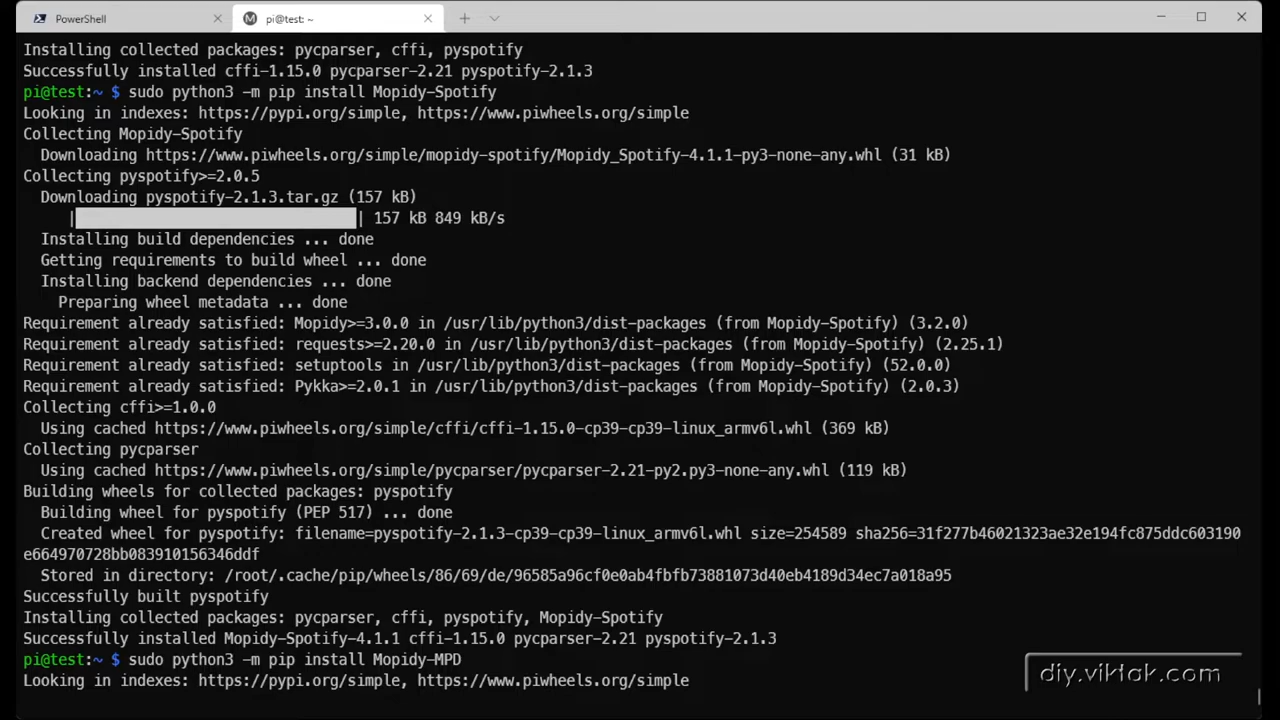 PowerShell
pi@test: ~
Installing collected packages: pycparser, cffi, pyspotify
Successfully installed cffi-1.15.0 pycparser-2.21 pyspotify-2.1.3
pi@test:~ $ sudo python3 -m pip install Mopidy-Spotify
Looking in indexes: https://pypi.org/simple, https://www.piwheels.org/simple
Collecting Mopidy-Spotify
Downloading https://www.piwheels.org/simple/mopidy-spotify/Mopidy_Spotify-4.1.1-py3-none-any.whl (31 kB)
Collecting pyspotify>=2.0.5
Downloading pyspotify-2.1.3.tar.gz (157 kB)
| | 157 kB 849 kB/s
Installing build dependencies ... done
Getting requirements to build wheel ... done
Installing backend dependencies ... done
Preparing wheel metadata ... done
Requirement already satisfied: Mopidy>=3.0.0 in /usr/lib/python3/dist-packages (from Mopidy-Spotify) (3.2.0)
Requirement already satisfied: requests>=2.20.0 in /usr/lib/python3/dist-packages (from Mopidy-Spotify) (2.25.1)
Requirement already satisfied: setuptools in /usr/lib/python3/dist-packages (from Mopidy-Spotify) (52.0.0)
Requirement already satisfied: Pykka>=2.0.1 in /usr/lib/python3/dist-packages (from Mopidy-Spotify) (2.0.3)
Collecting cffi>=1.0.0
Using cached https://www.piwheels.org/simple/cffi/cffi-1.15.0-cp39-cp39-linux_armv6l.whl (369 kB)
Collecting pycparser
Using cached https://www.piwheels.org/simple/pycparser/pycparser-2.21-py2.py3-none-any.whl (119 kB)
Building wheels for collected packages: pyspotify
Building wheel for pyspotify (PEP 517) ... done
Created wheel for pyspotify: filename=pyspotify-2.1.3-cp39-cp39-linux_armv6l.whl size=254589 sha256=31f277b46021323ae32e194fc875ddc603190
e664970728bb083910156346ddf
Stored in directory: /root/.cache/pip/wheels/86/69/de/96585a96cf0e0ab4fbfb73881073d40eb4189d34ec7a018a95
Successfully built pyspotify
Installing collected packages: pycparser, cffi, pyspotify, Mopidy-Spotify
Successfully installed Mopidy-Spotify-4.1.1 cffi-1.15.0 pycparser-2.21 pyspotify-2.1.3
pi@test:~ $ sudo python3 -m pip install Mopidy-MPD
Looking in indexes: https://pypi.org/simple, https://www.piwheels.org/simple
diy.viktak.com